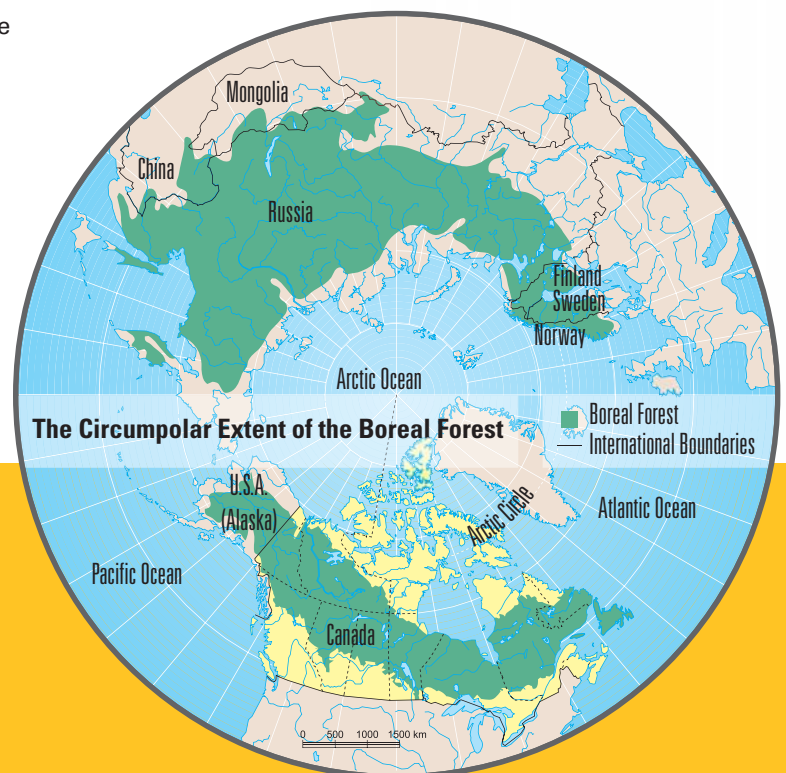 e
Mongolia
China
Russia
Finland
Sweden
Norway
Arctic Ocean
The Circumpolar Extent of the Boreal Forest
Boreal Forest
International Boundaries
U.S.A.
(Alaska)
Arctic Circle
Atlantic Ocean
Pacific Ocean
Canada
0 500 1000 1500 km